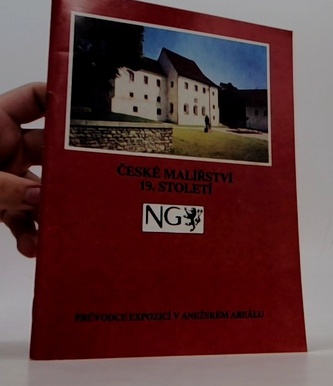 ČESKÉ MALÍŘSTVÍ
19. STOLETÍ
NG
PRŮVODCE EXPOZICÍ V ANEŽSKÉM AREÁLU